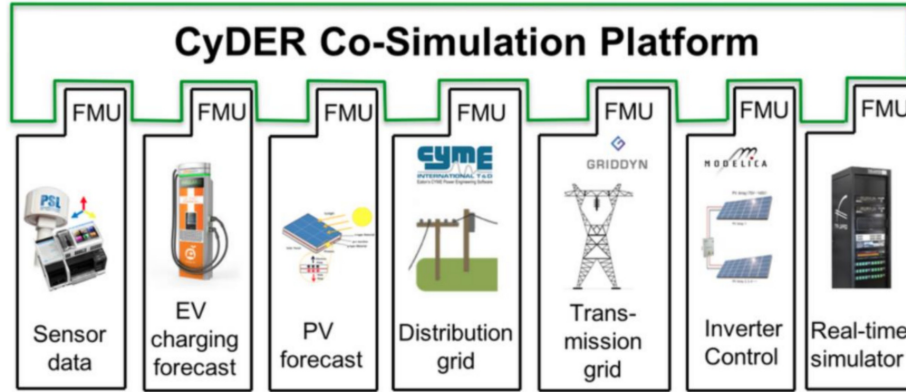 CyDER Co-Simulation Platform
FMU FMU FMU FMU FMU FMU FMU
CYME
INTERNATIONAL T&D
GRIDDYN
MODELICA
PSL
Sensor
data
EV
charging
forecast
PV
forecast
Distribution
grid
Trans-
mission
grid
Inverter
Control
Real-time
simulator